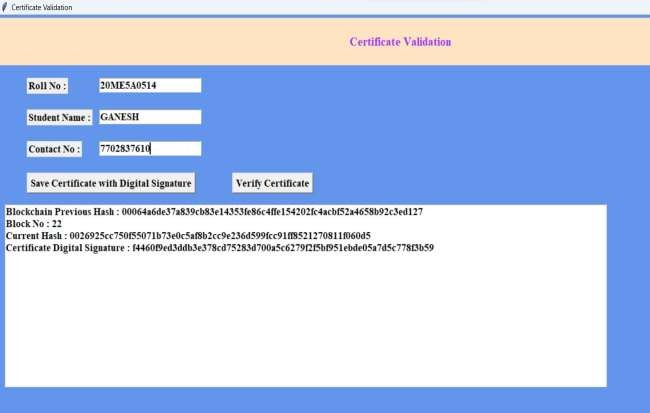 Certificate Validation
Certificate Validation
Roll No : 20ME5A0514
Student Name : GANESH
Contact No : 7702837610
Save Certificate with Digital Signature Verify Certificate
Blockchain Previous Hash : 00064a6de37a839cb83e14353fe86c4ffe154202fc4acbf52a4658b92c3ed127
Block No : 22
Current Hash : 0026925cc750f55071b73e0c5af8b2cc9e236d599fcc91ff8521270811f060d5
Certificate Digital Signature : f4460f9ed3ddb3e378cd75283d700a5c6279f2f5bf951ebde05a7d5c778f3b59